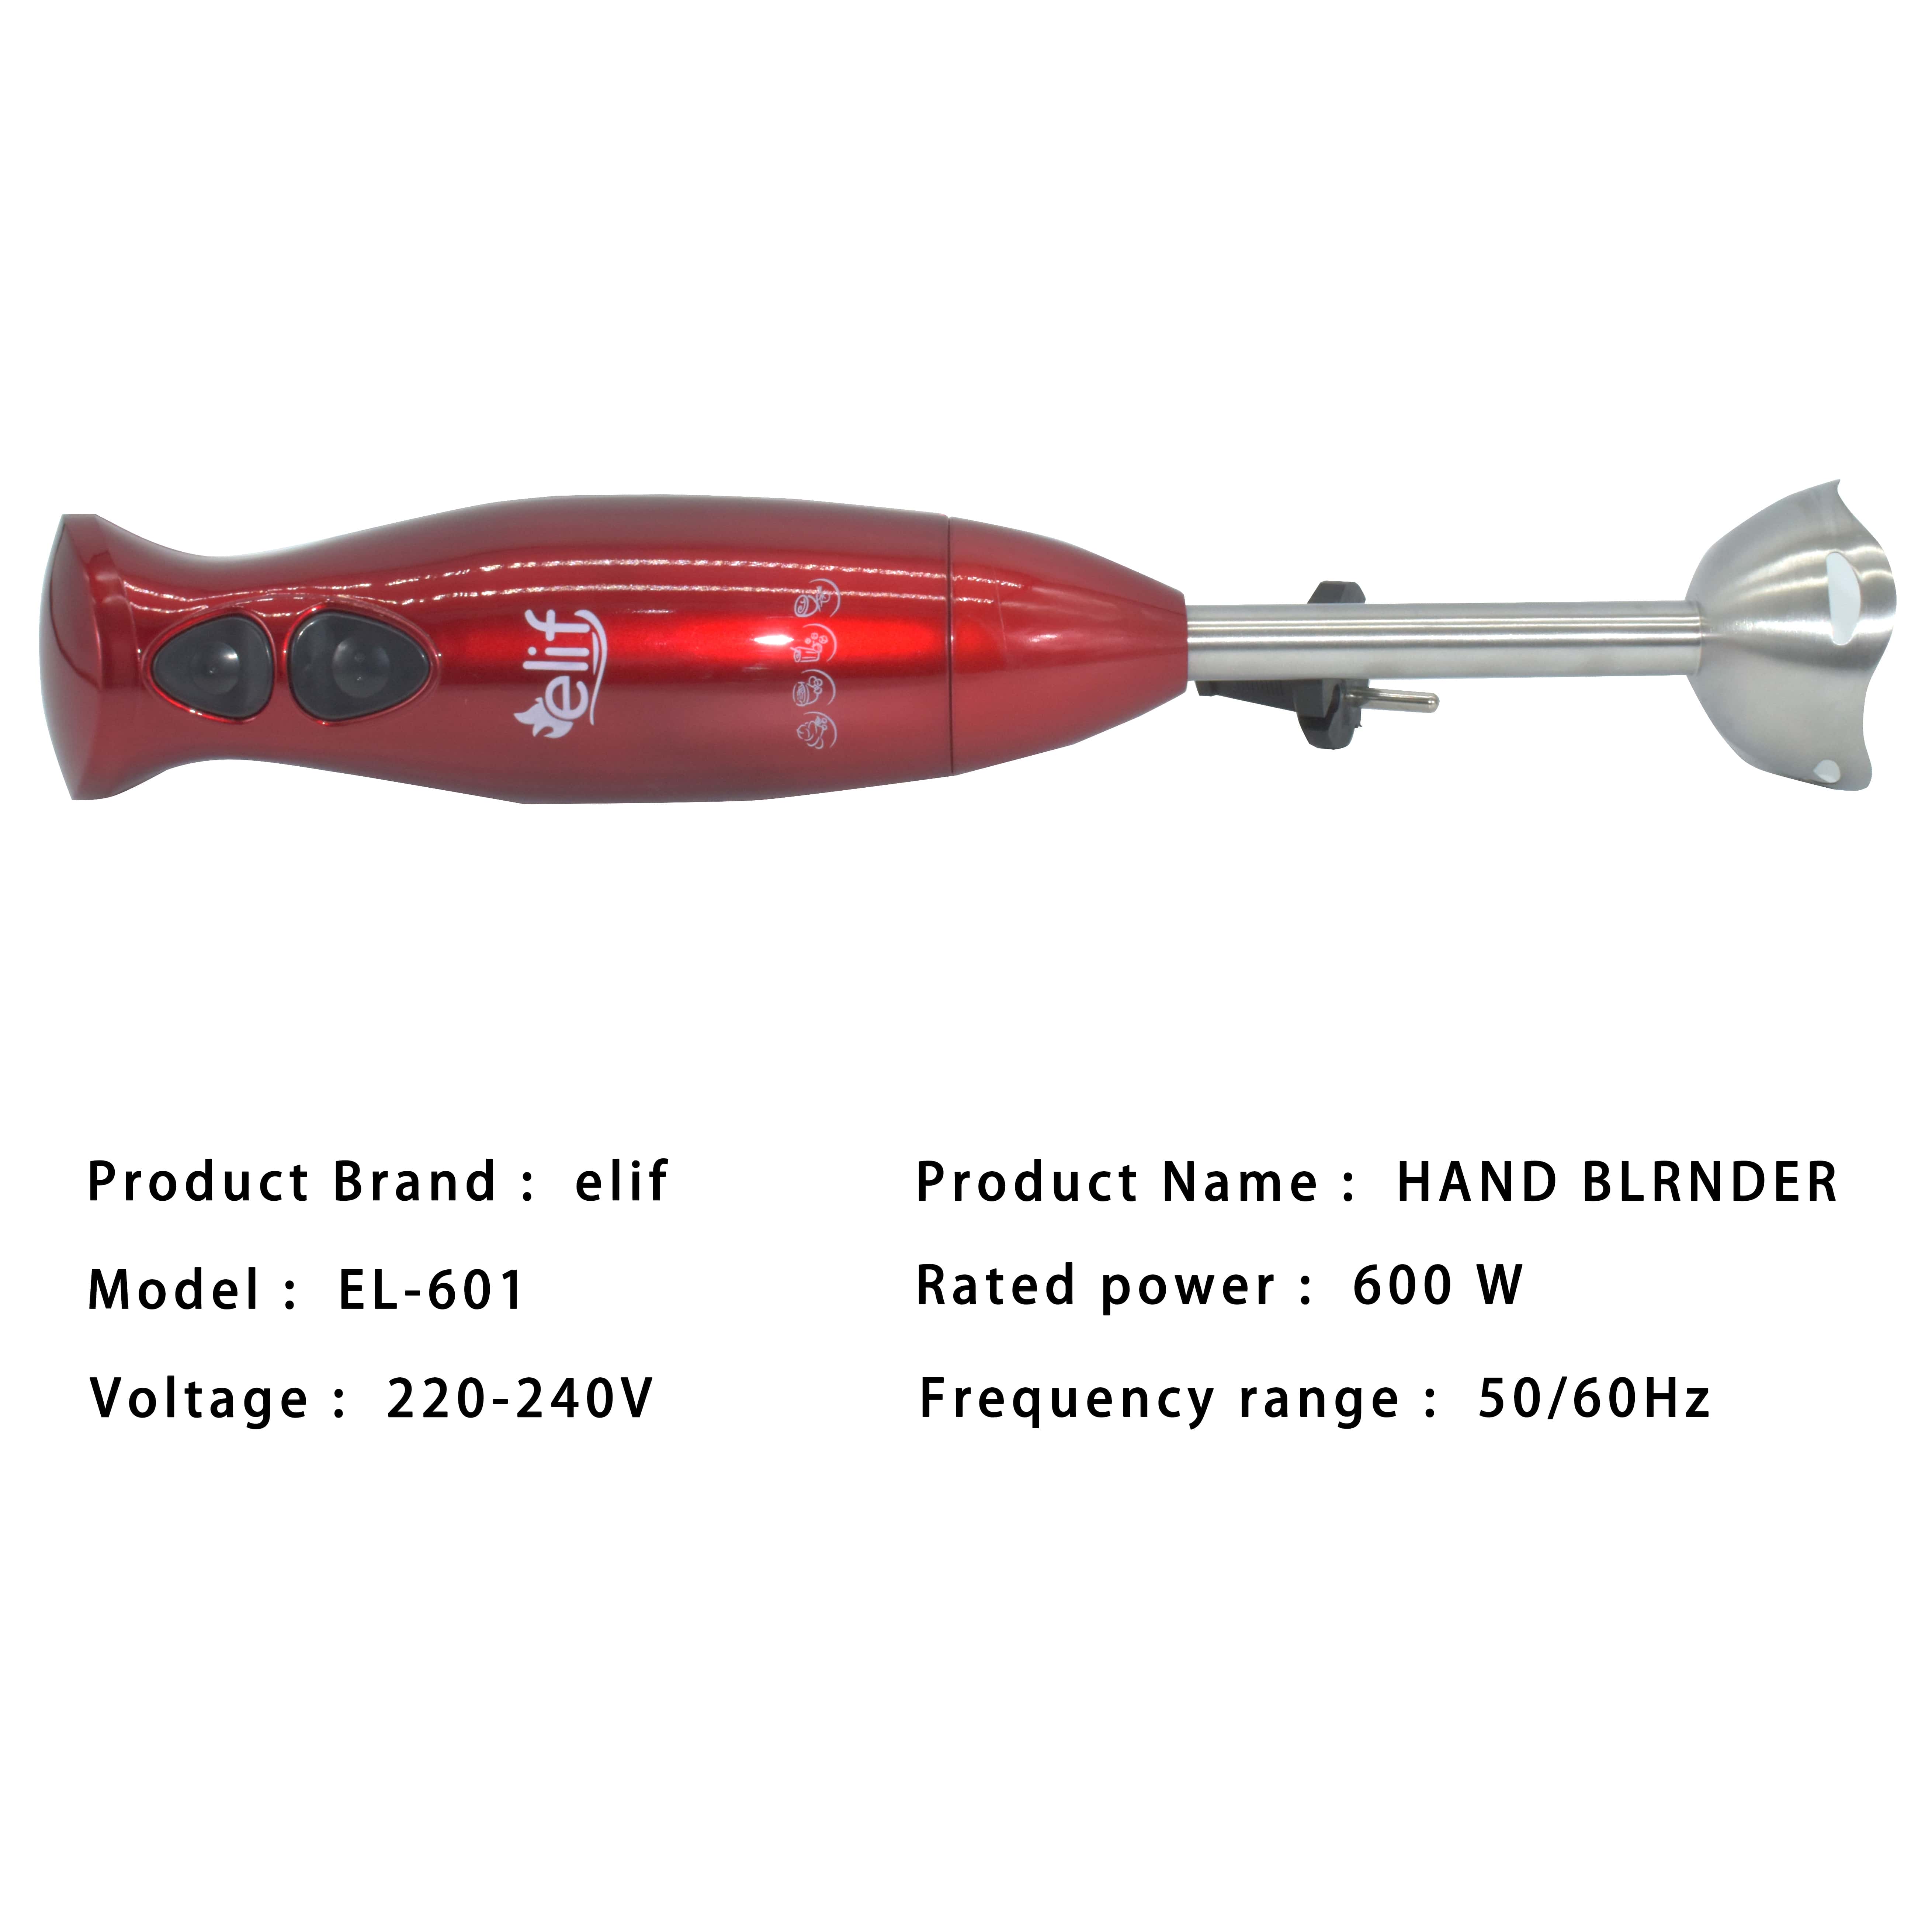 elif
Product Brand : elif
Product Name : HAND BLRNDER
Model : EL-601
Rated power : 600 W
Voltage : 220-240V
Frequency range : 50/60Hz